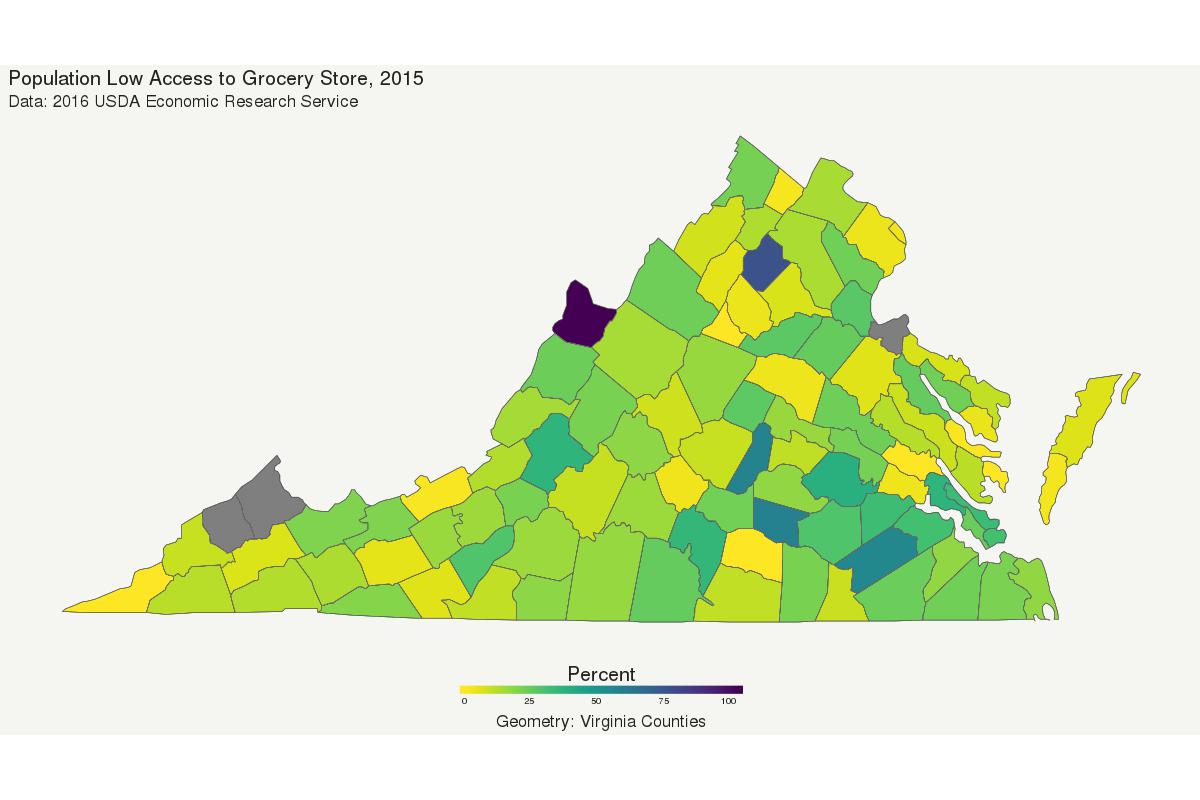 Population Low Access to Grocery Store, 2015
Data: 2016 USDA Economic Research Service
Percent
0 25 50 75 100
Geometry: Virginia Counties